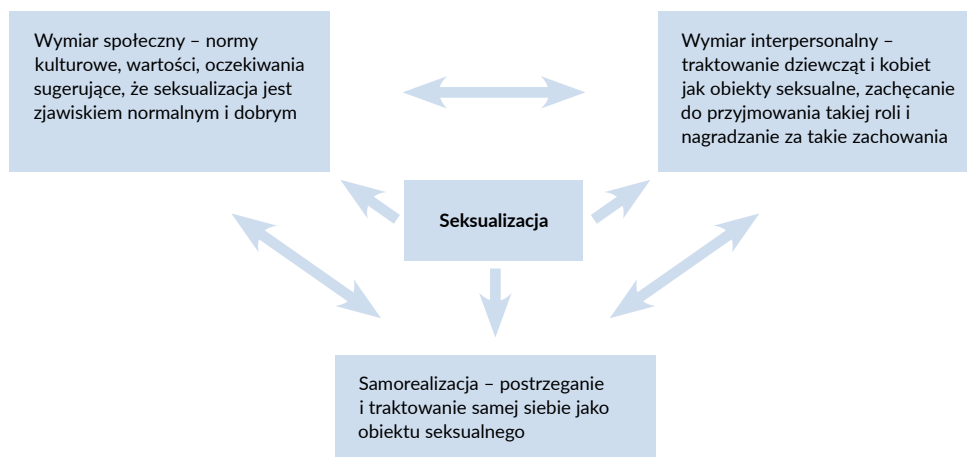 Wymiar społeczny – normy
kulturowe, wartości, oczekiwania
sugerujące, że seksualizacja jest
zjawiskiem normalnym i dobrym
Wymiar interpersonalny –
traktowanie dziewcząt i kobiet
jak obiekty seksualne, zachęcanie
do przyjmowania takiej roli i
nagradzanie za takie zachowania
Seksualizacja
Samorealizacja – postrzeganie
i traktowanie samej siebie jako
obiektu seksualnego